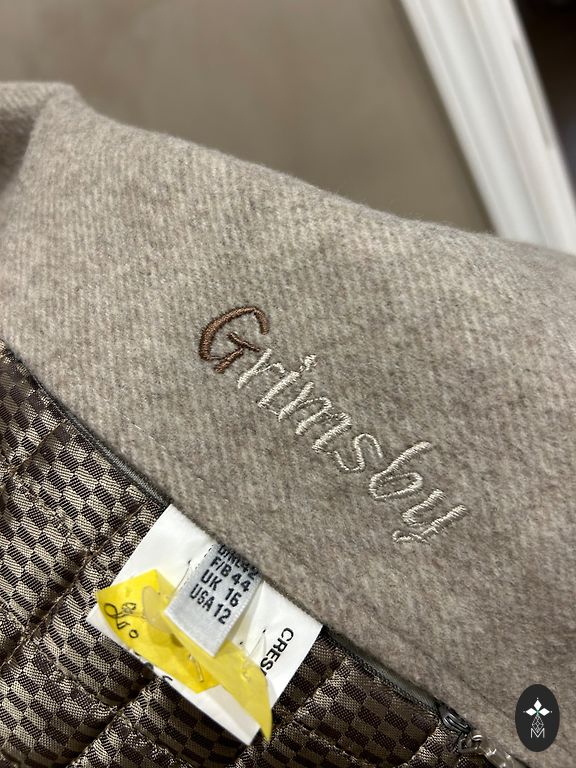 Grimsby
F/B 44
UK 16
USA 12
CRES
M